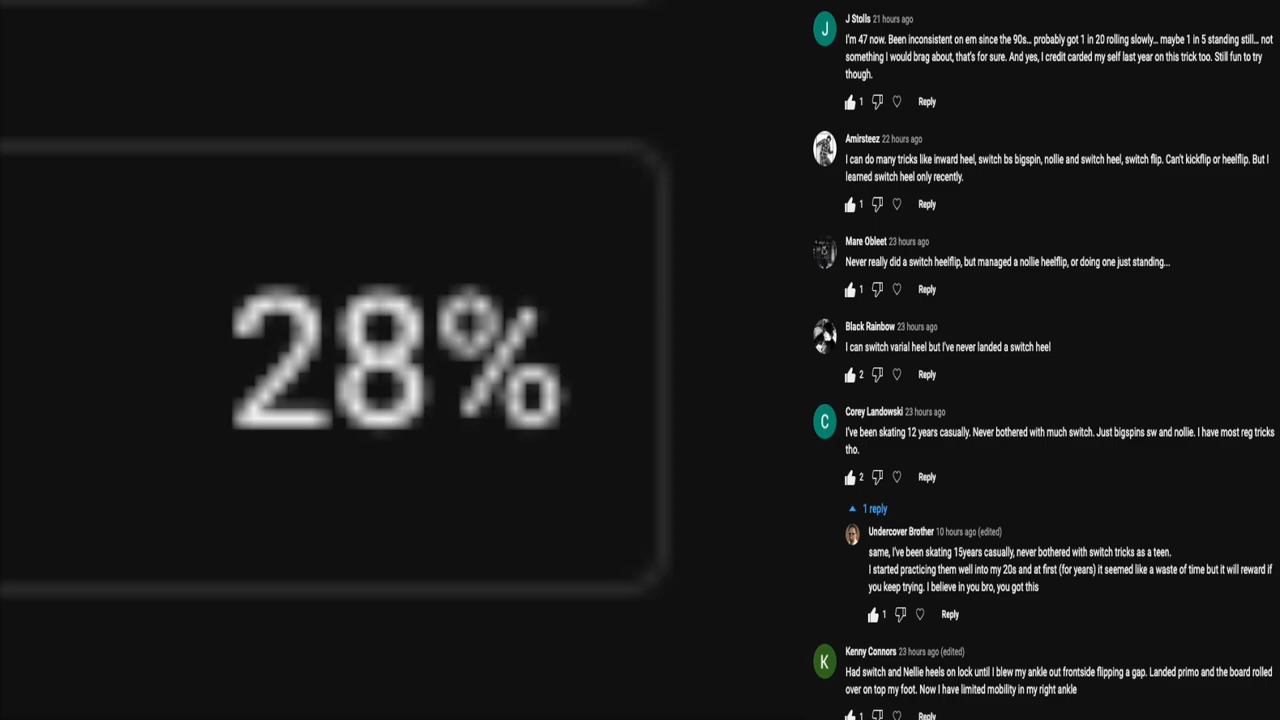 28%
J Stolls 21 hours ago
I'm 47 now. Been inconsistent on em since the 90s... probably got 1 in 20 rolling slowly... maybe 1 in 5 standing still... not
something I would brag about, that's for sure. And yes, I credit carded my self last year on this trick too. Still fun to try
though.
1 Reply
Amirsteez 22 hours ago
I can do many tricks like inward heel, switch bs bigspin, nollie and switch heel, switch flip. Can't kickflip or heelflip. But I
learned switch heel only recently.
1 Reply
Mare Obleet 23 hours ago
Never really did a switch heelflip, but managed a nollie heelflip, or doing one just standing...
1 Reply
Black Rainbow 23 hours ago
I can switch varial heel but I've never landed a switch heel
2 Reply
Corey Landowski 23 hours ago
I've been skating 12 years casually. Never bothered with much switch. Just bigspins sw and nollie. I have most reg tricks
tho.
2 Reply
1 reply
Undercover Brother 10 hours ago (edited)
same, I've been skating 15years casually, never bothered with switch tricks as a teen.
I started practicing them well into my 20s and at first (for years) it seemed like a waste of time but it will reward if
you keep trying. I believe in you bro, you got this
1 Reply
Kenny Connors 23 hours ago (edited)
Had switch and Nellie heels on lock until I blew my ankle out frontside flipping a gap. Landed primo and the board rolled
over on top my foot. Now I have limited mobility in my right ankle
1 Reply
J
C
K